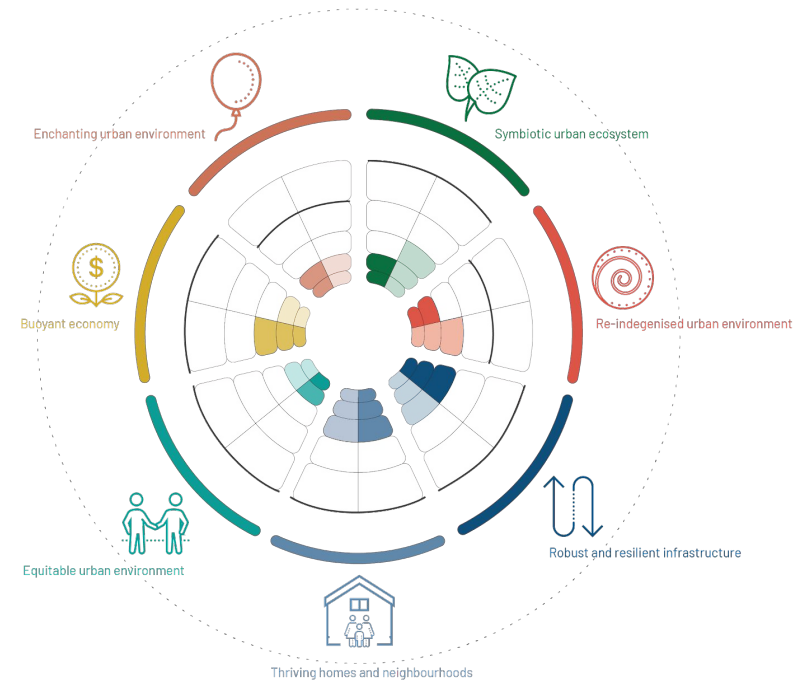 Enchanting urban environment
Symbiotic urban ecosystem
$
Buoyant economy
Re-indegenised urban environment
Equitable urban environment
Robust and resilient infrastructure
Thriving homes and neighbourhoods